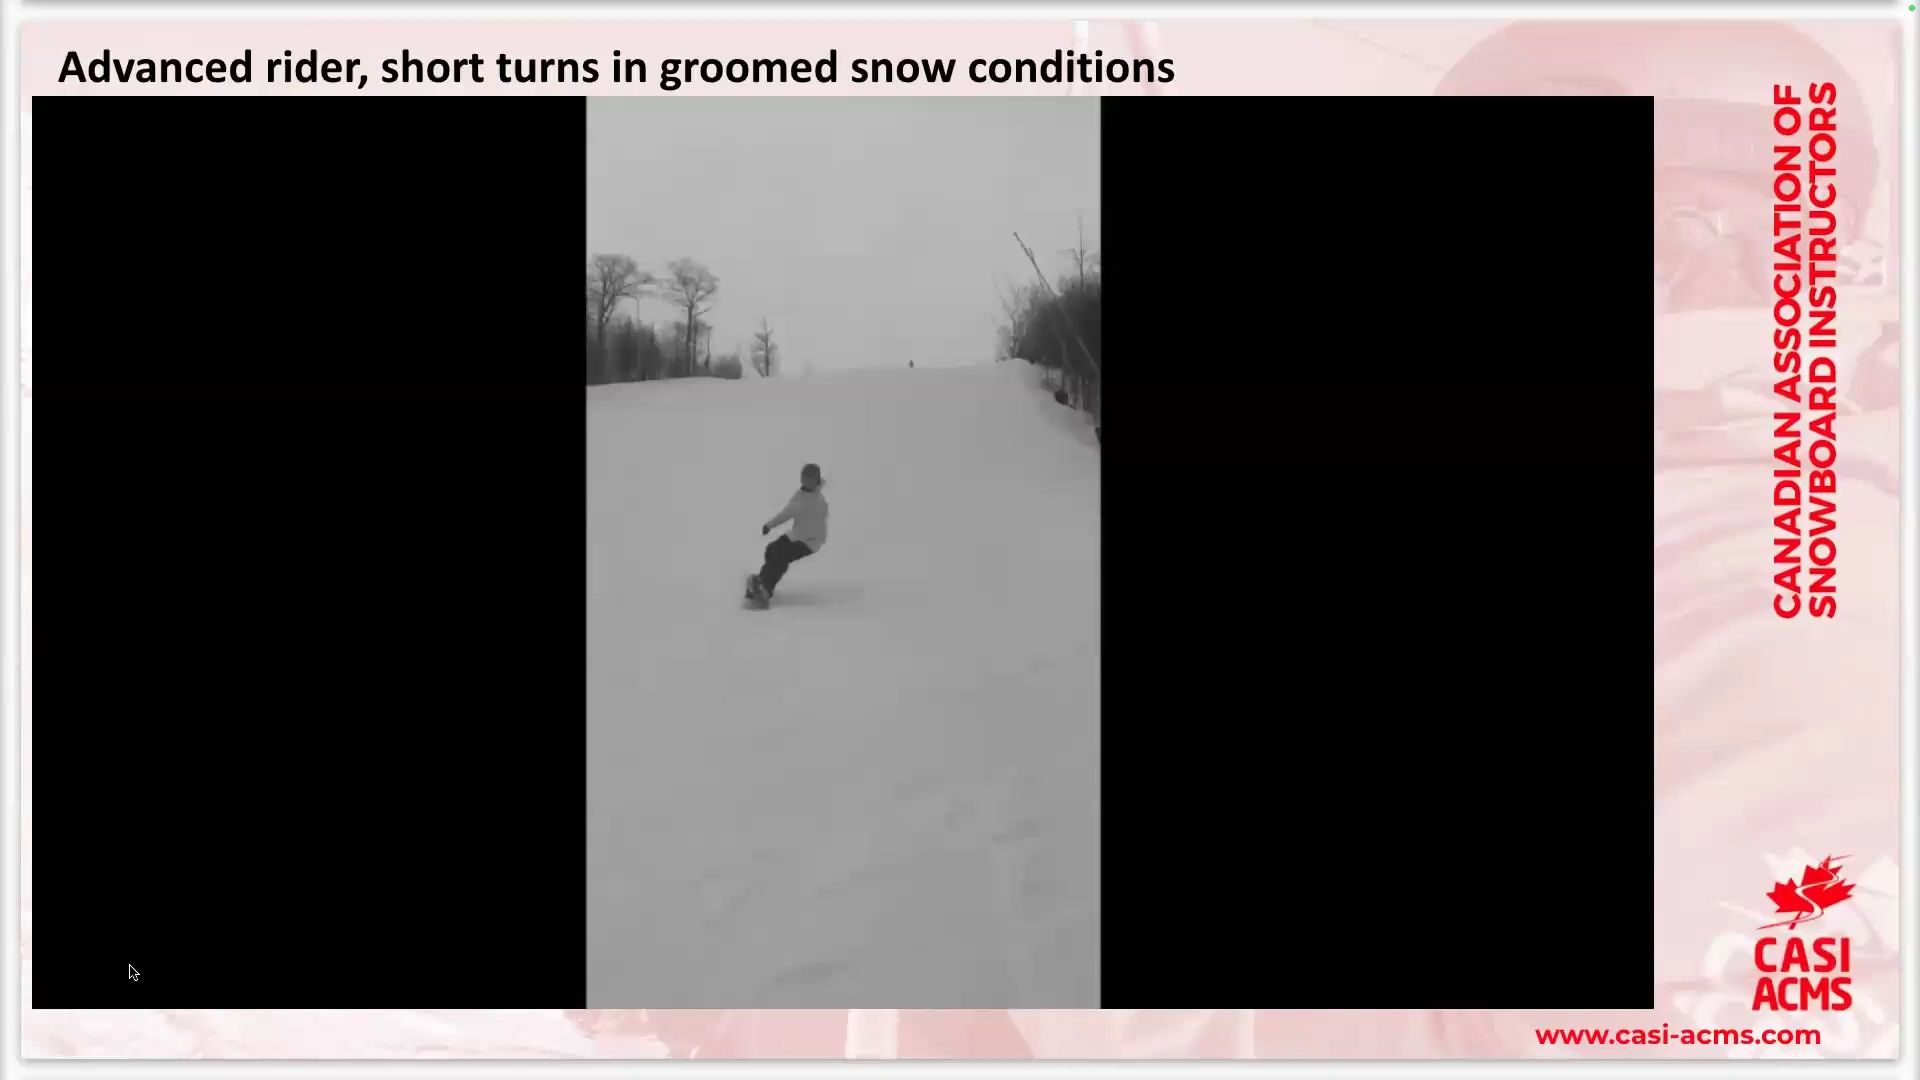 Advanced rider, short turns in groomed snow conditions
CANADIAN ASSOCIATION OF
SNOWBOARD INSTRUCTORS
CASI
ACMS
www.casi-acms.com